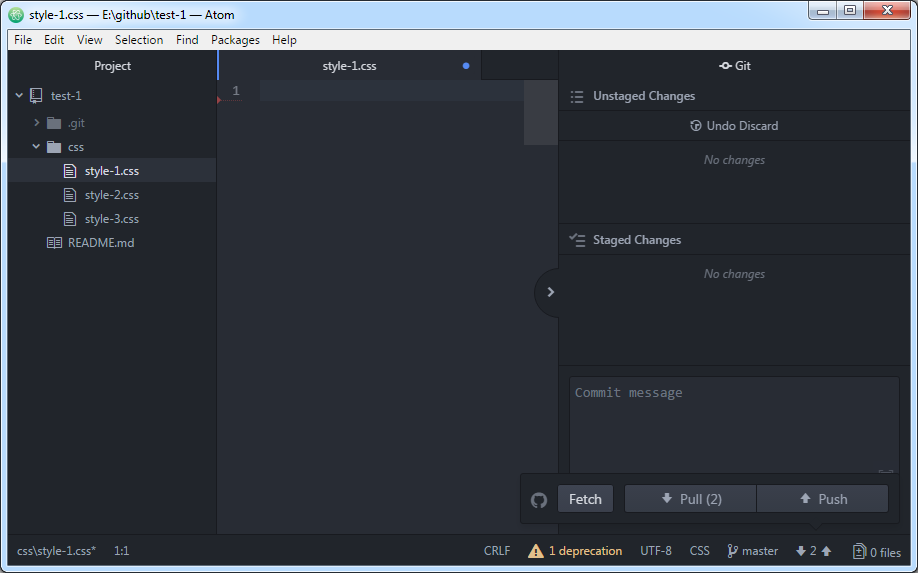 style-1.css — E:\github\test-1 — Atom
File Edit View Selection Find Packages Help
Project
test-1
.git
css
style-1.css
style-2.css
style-3.css
README.md
style-1.css
1
Git
Unstaged Changes
Undo Discard
No changes
Staged Changes
No changes
Commit message
Fetch
Pull (2)
Push
css\style-1.css* 1:1 CRLF 1 deprecation UTF-8 CSS master 2 0 files